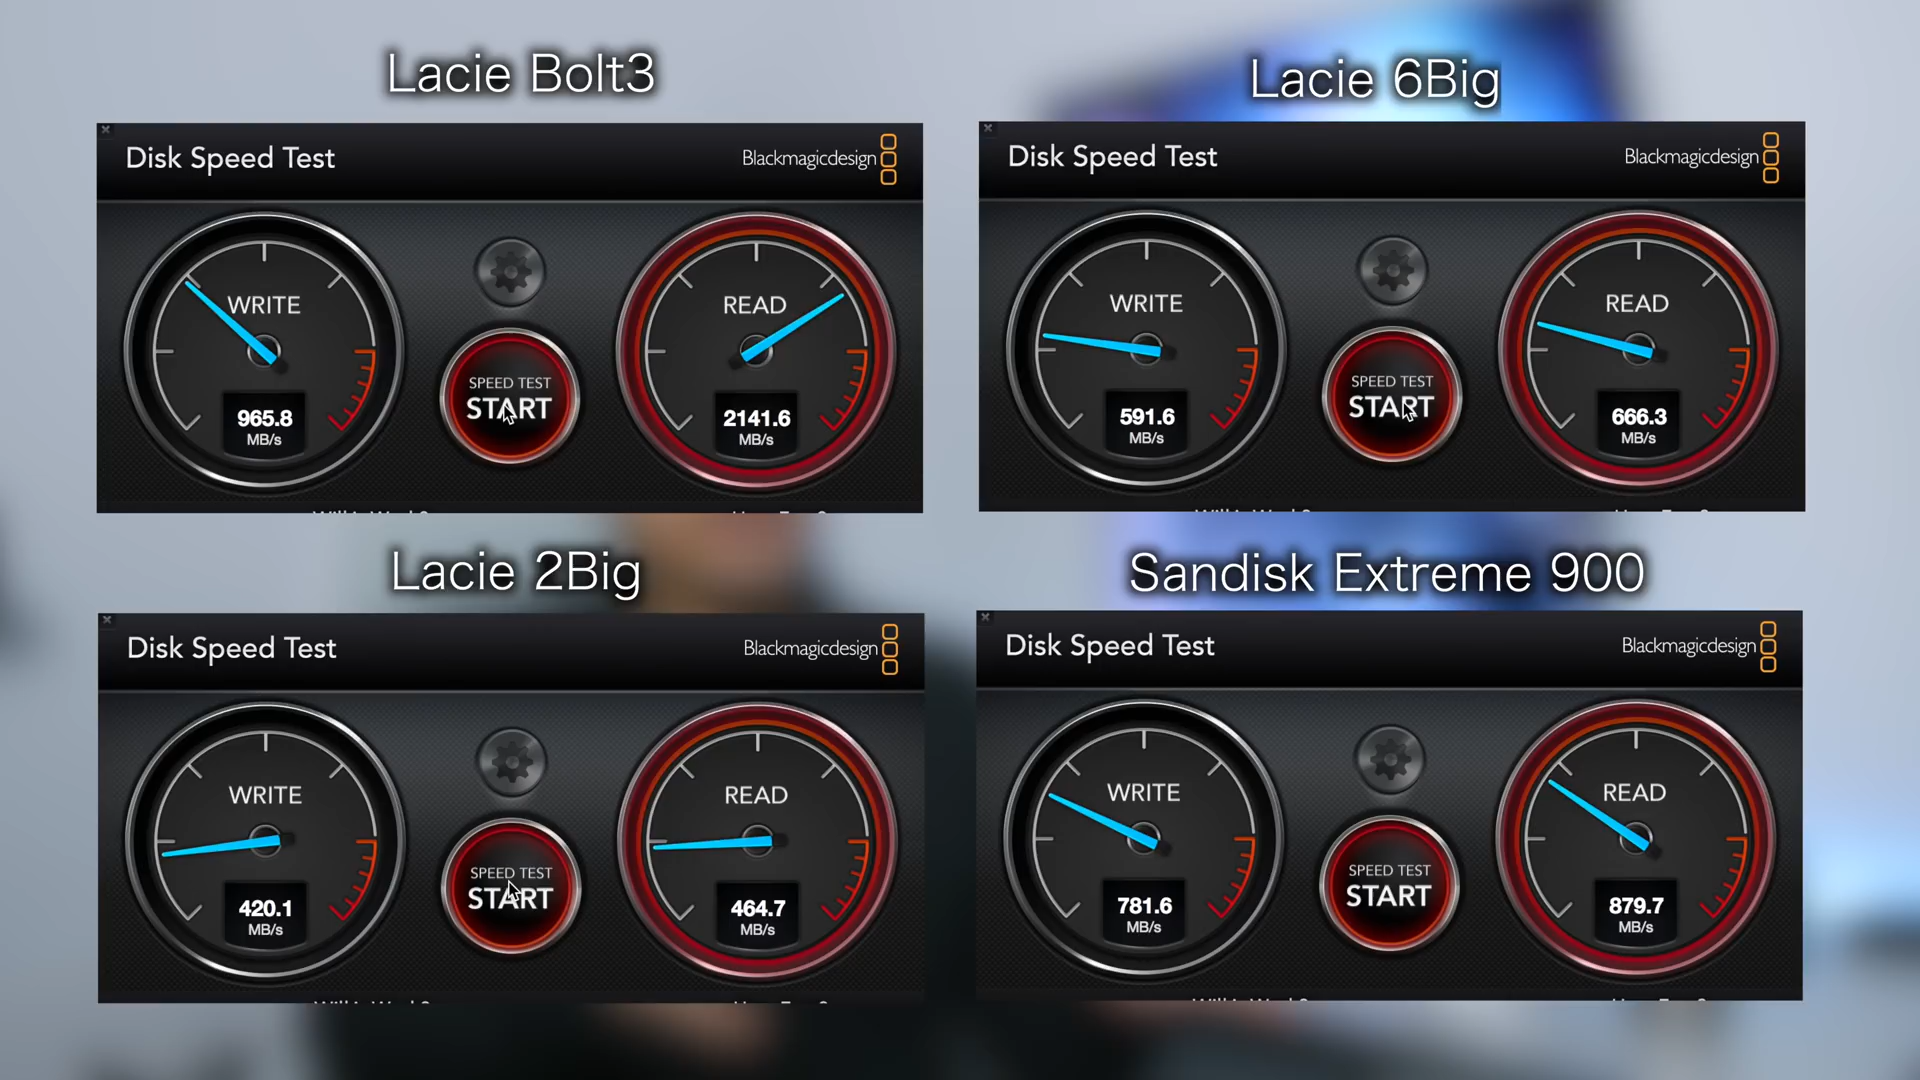 Lacie Bolt3
Disk Speed Test
Blackmagicdesign
WRITE
965.8
MB/s
SPEED TEST
START
READ
2141.6
MB/s
Lacie 6Big
Disk Speed Test
Blackmagicdesign
WRITE
591.6
MB/s
SPEED TEST
START
READ
666.3
MB/s
Lacie 2Big
Disk Speed Test
Blackmagicdesign
WRITE
420.1
MB/s
SPEED TEST
START
READ
464.7
MB/s
Sandisk Extreme 900
Disk Speed Test
Blackmagicdesign
WRITE
781.6
MB/s
SPEED TEST
START
READ
879.7
MB/s